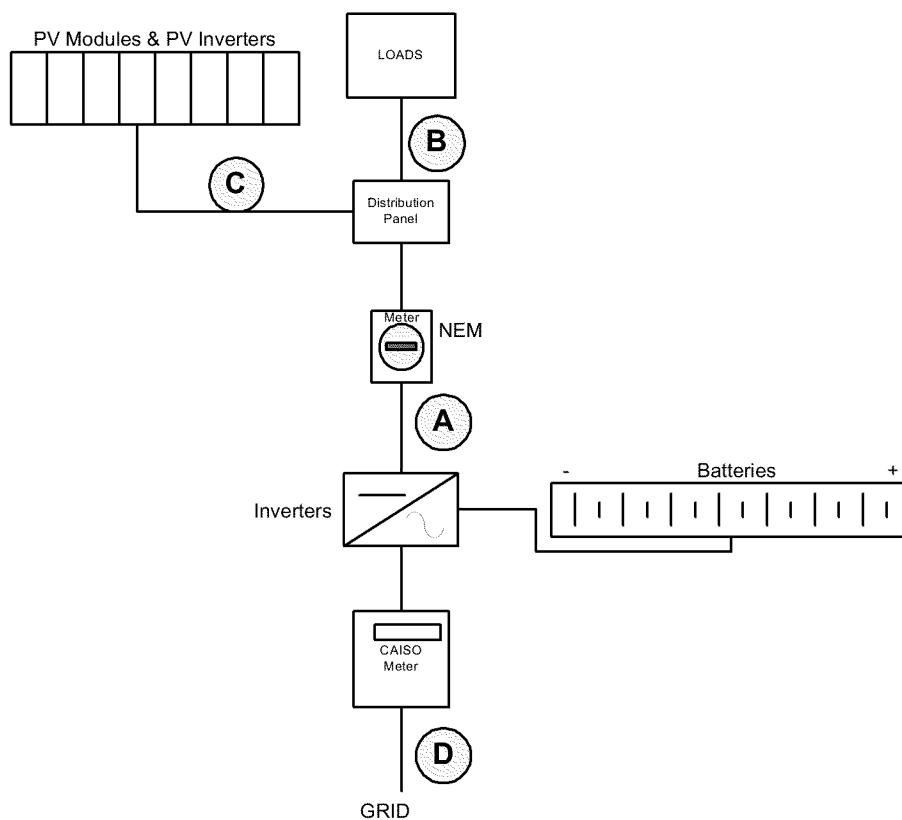 PV Modules & PV Inverters
LOADS
B
C
Distribution
Panel
Meter
NEM
A
- Batteries +
Inverters
CAISO
Meter
D
GRID